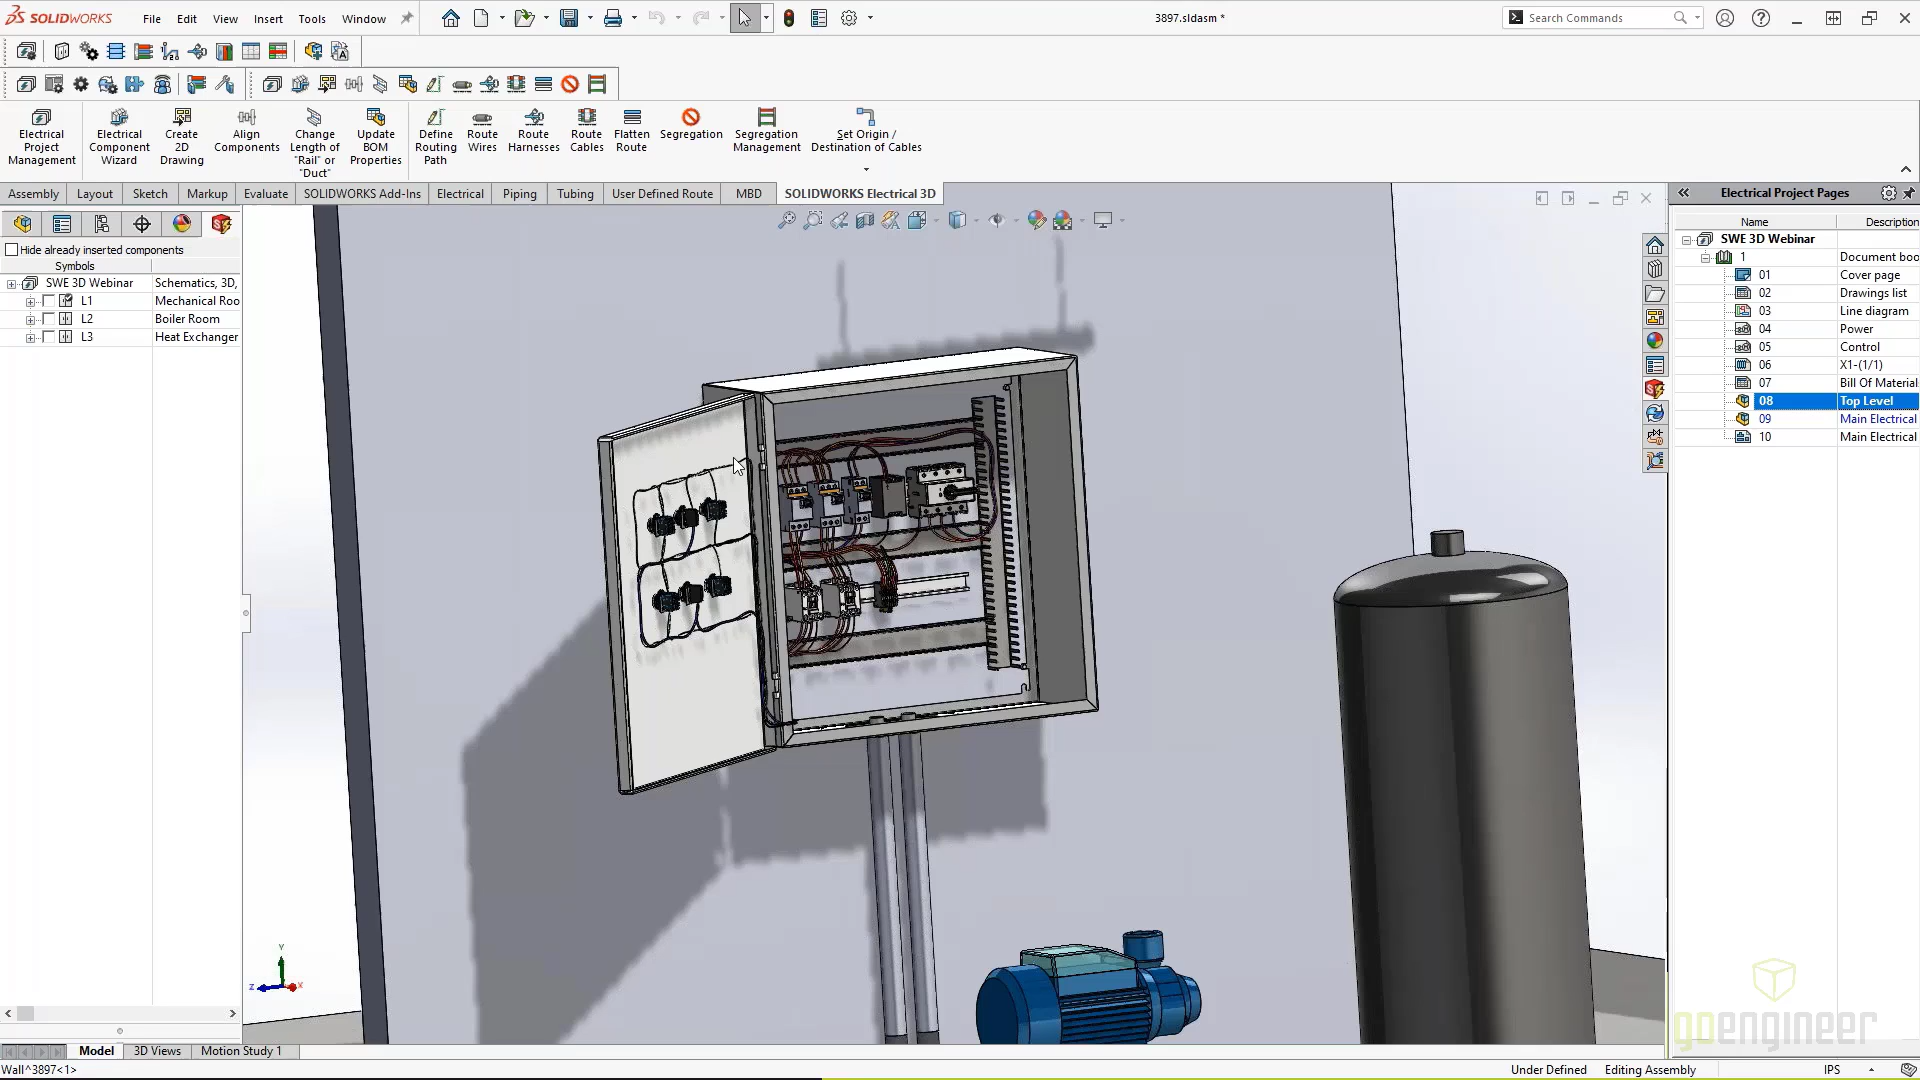 SOLIDWORKS File Edit View Insert Tools Window 3897.sldasm * Search Commands
Electrical Project Management
Electrical Component Wizard
Create 2D Drawing
Align Components
Change Length of "Rail" or "Duct"
Update BOM Properties
Define Routing Path
Route Wires
Route Harnesses
Route Cables
Flatten Route
Segregation
Segregation Management
Set Origin / Destination of Cables
Assembly Layout Sketch Markup Evaluate SOLIDWORKS Add-Ins Electrical Piping Tubing User Defined Route MBD SOLIDWORKS Electrical 3D
Hide already inserted components
Symbols
SWE 3D Webinar Schematics, 3D,
L1 Mechanical Roo
L2 Boiler Room
L3 Heat Exchanger
Electrical Project Pages
Name Description
SWE 3D Webinar
1 Document boo
01 Cover page
02 Drawings list
03 Line diagram
04 Power
05 Control
06 X1-(1/1)
07 Bill Of Material
08 Top Level
09 Main Electrical
10 Main Electrical
Y
Z X
goengineer
Model 3D Views Motion Study 1
Wall^3897<1> Under Defined Editing Assembly IPS